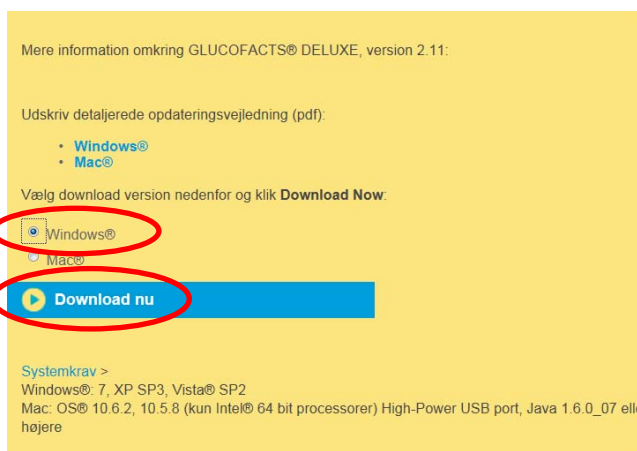 Mere information omkring GLUCOFACTS® DELUXE, version 2.11:
Udskriv detaljerede opdateringsvejledning (pdf):
• Windows®
• Mac®
Vælg download version nedenfor og klik Download Now:
Windows®
Mac®
Download nu
Systemkrav >
Windows®: 7, XP SP3, Vista® SP2
Mac: OS® 10.6.2, 10.5.8 (kun Intel® 64 bit processorer) High-Power USB port, Java 1.6.0_07 elle
højere